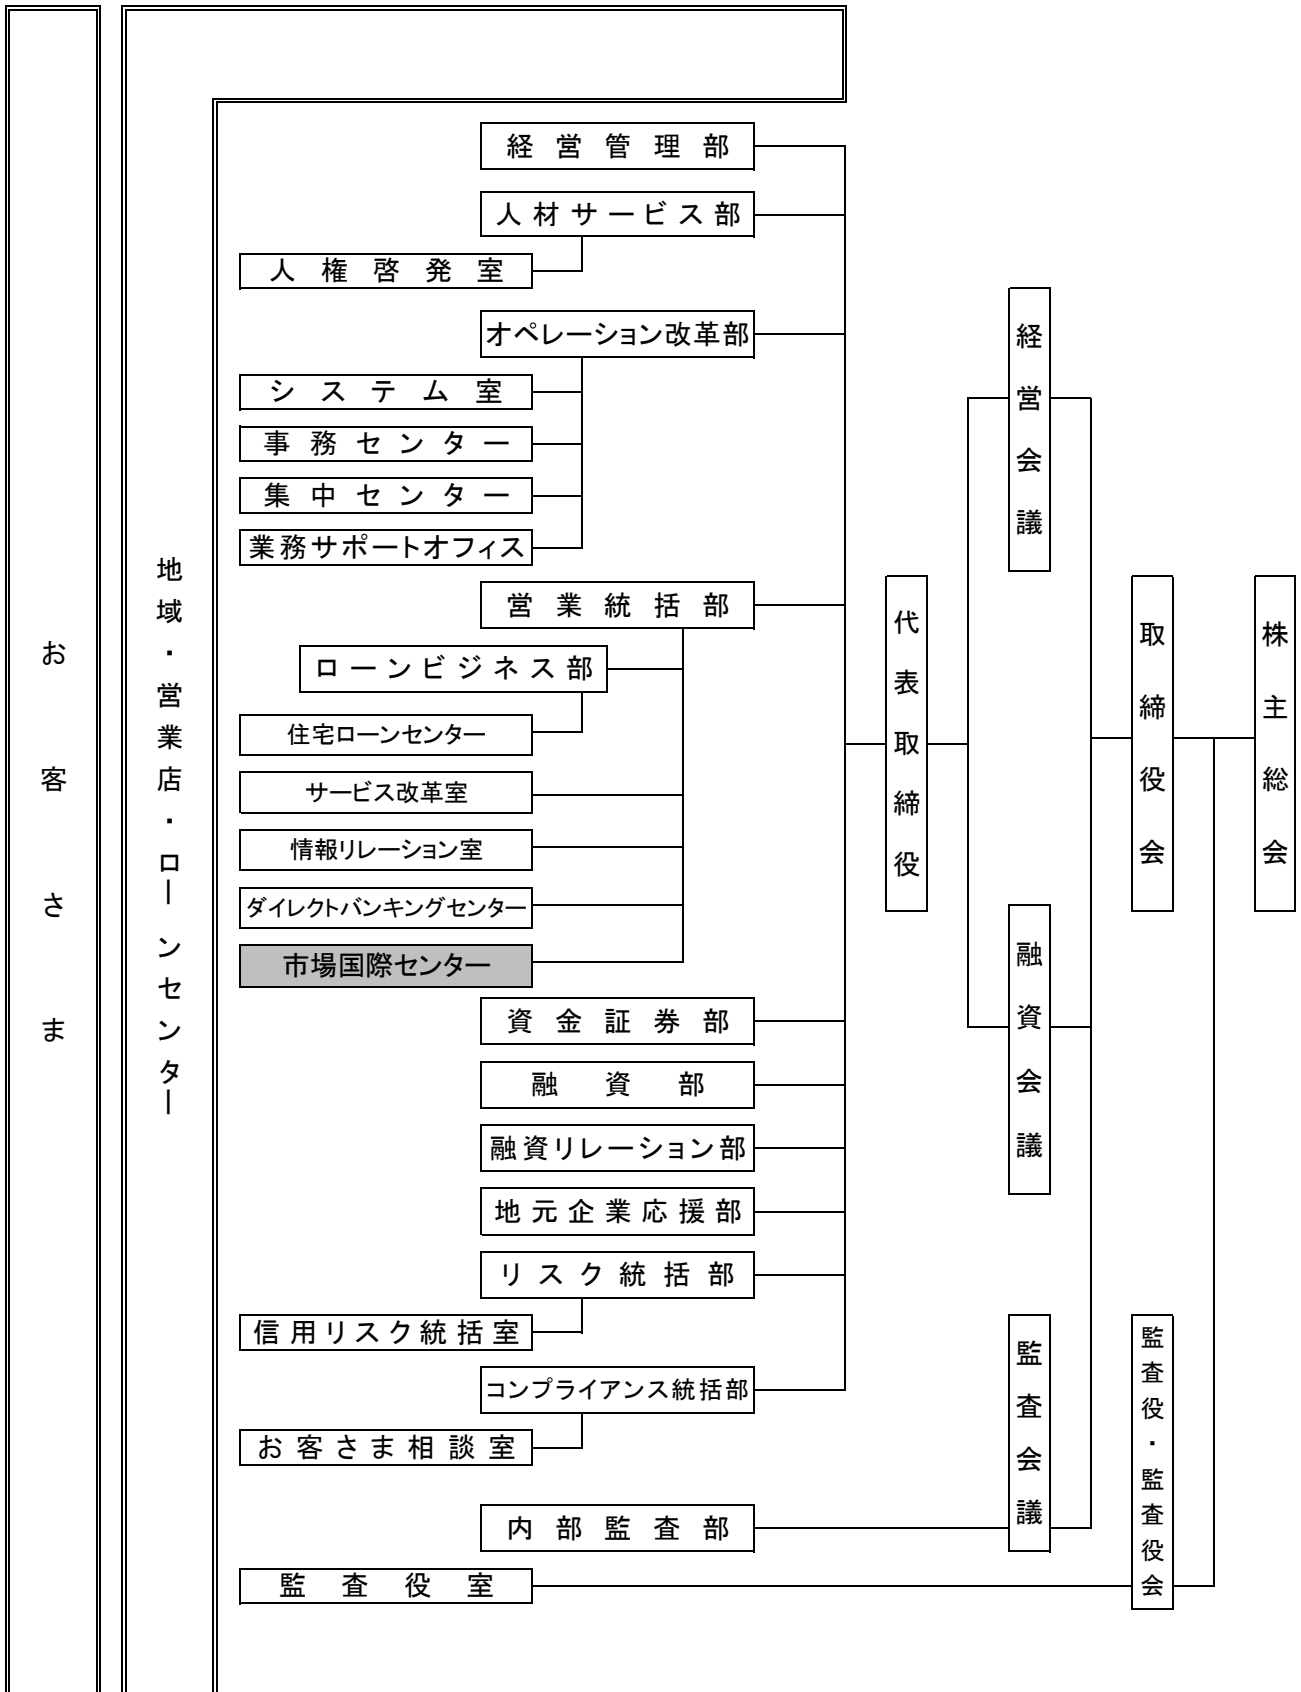 お客さま
地域・営業店・ローンセンター
経営管理部
人材サービス部
人権啓発室
オペレーション改革部
システム室
事務センター
集中センター
業務サポートオフィス
営業統括部
ローンビジネス部
住宅ローンセンター
サービス改革室
情報リレーション室
ダイレクトバンキングセンター
市場国際センター
資金証券部
融資部
融資リレーション部
地元企業応援部
リスク統括部
信用リスク統括室
コンプライアンス統括部
お客さま相談室
内部監査部
監査役室
代表取締役
経営会議
融資会議
監査会議
取締役会
監査役・監査役会
株主総会